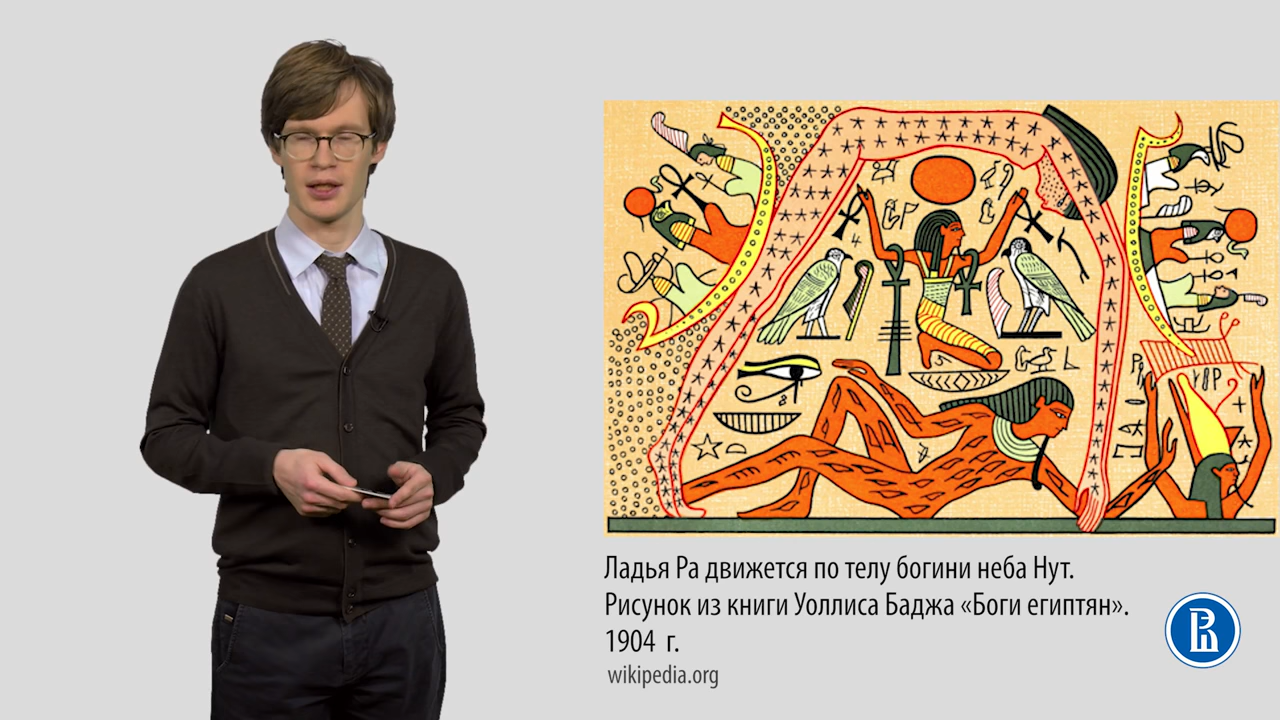 Ладья Ра движется по телу богини неба Нут.
Рисунок из книги Уоллиса Баджа «Боги египтян».
1904 г.
wikipedia.org